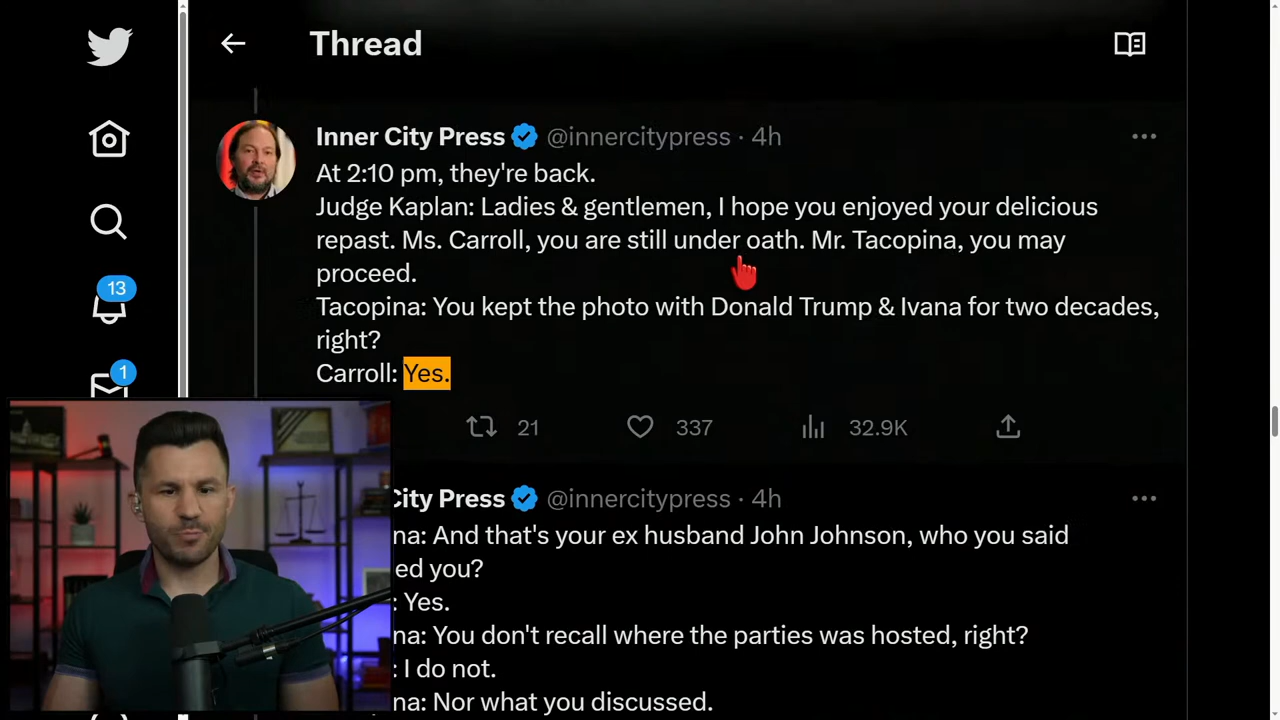 Thread
Inner City Press @innercitypress · 4h
At 2:10 pm, they're back.
Judge Kaplan: Ladies & gentlemen, I hope you enjoyed your delicious
repast. Ms. Carroll, you are still under oath. Mr. Tacopina, you may
proceed.
Tacopina: You kept the photo with Donald Trump & Ivana for two decades,
right?
Carroll: Yes.
13
1
21
337
32.9K
City Press @innercitypress · 4h
na: And that's your ex husband John Johnson, who you said
ed you?
: Yes.
na: You don't recall where the parties was hosted, right?
: I do not.
na: Nor what you discussed.